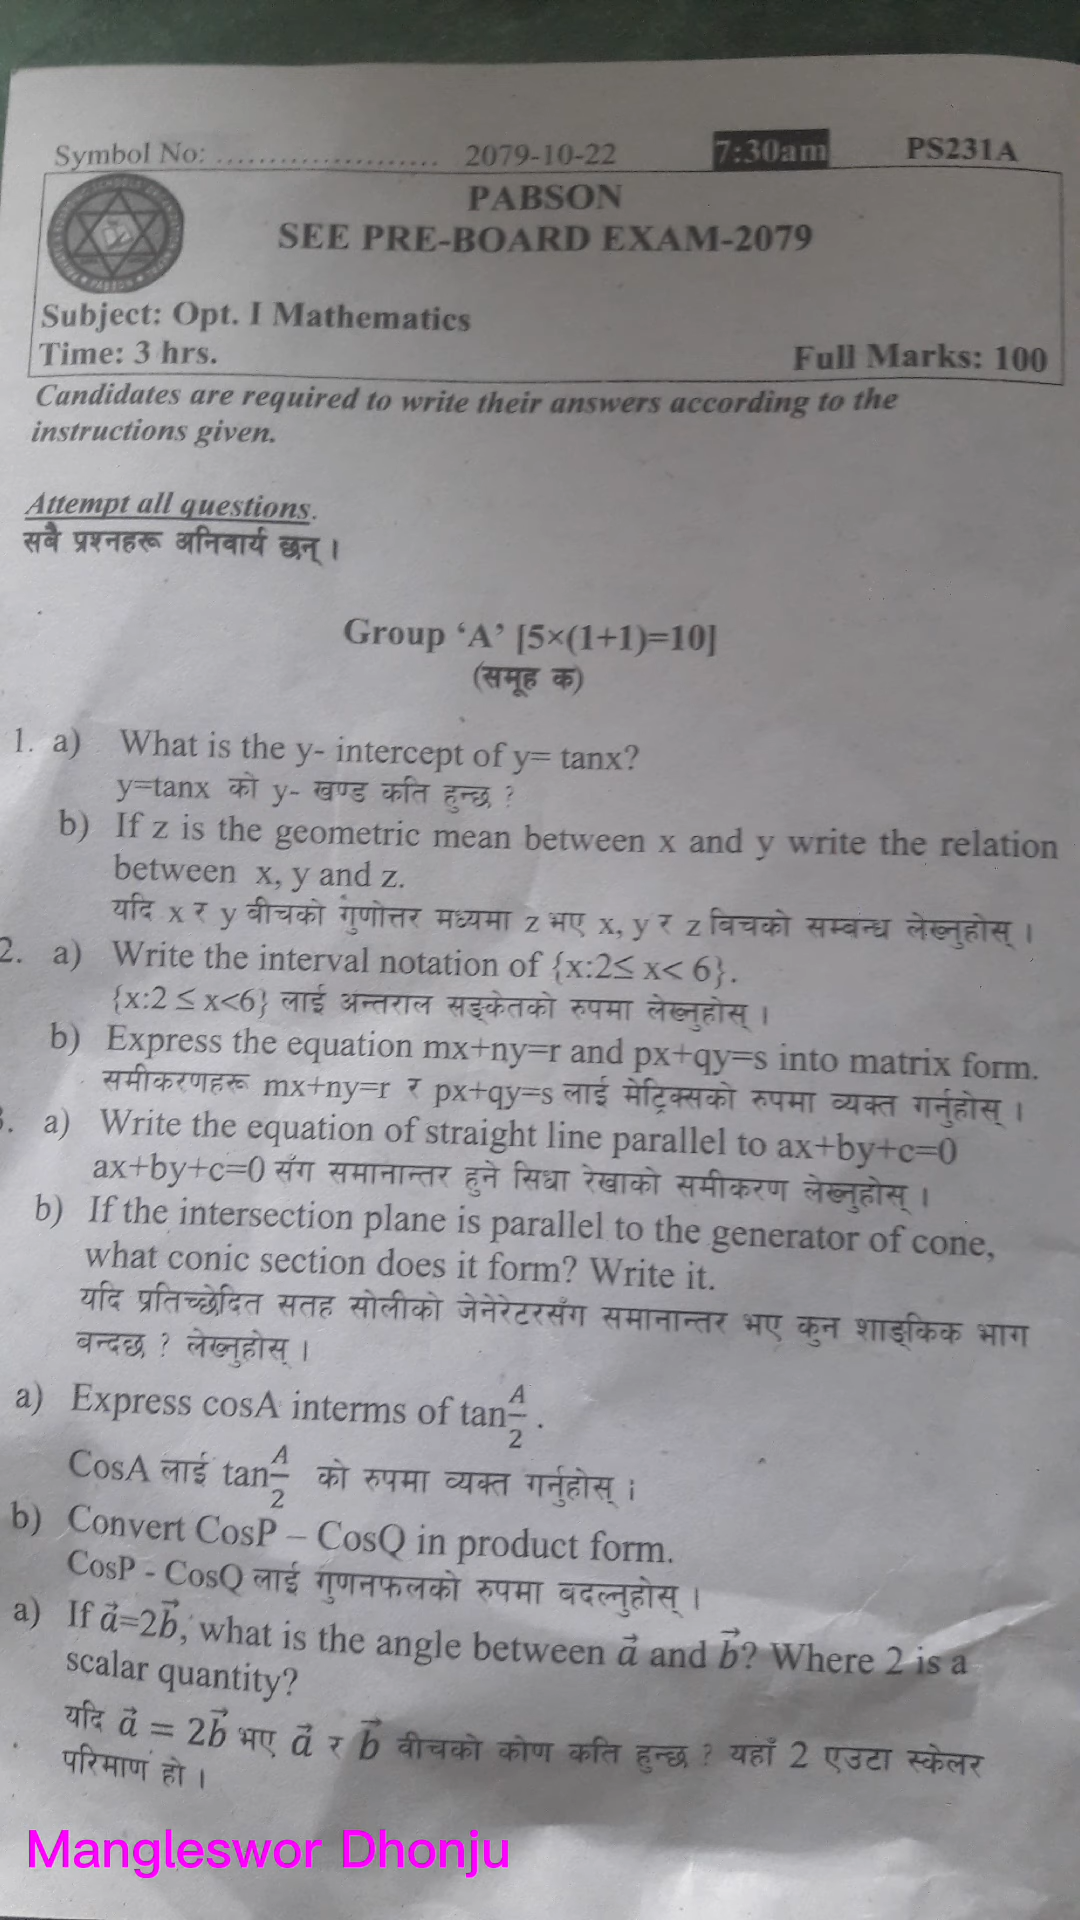 Symbol No: ...................... 2079-10-22 7:30am PS231A
PABSON
SEE PRE-BOARD EXAM-2079
Subject: Opt. I Mathematics
Time: 3 hrs. Full Marks: 100
Candidates are required to write their answers according to the
instructions given.
Attempt all questions.
सबै प्रश्नहरू अनिवार्य छन् ।
Group ‘A’ [5×(1+1)=10]
(समूह क)
1. a) What is the y- intercept of y= tanx?
y=tanx को y- खण्ड कति हुन्छ ?
b) If z is the geometric mean between x and y write the relation
between x, y and z.
यदि x र y बीचको गुणोत्तर मध्यमा z भए x, y र z बिचको सम्बन्ध लेख्नुहोस् ।
2. a) Write the interval notation of {x:2≤ x< 6}.
{x:2 ≤ x<6} लाई अन्तराल सङ्केतको रुपमा लेख्नुहोस् ।
b) Express the equation mx+ny=r and px+qy=s into matrix form.
समीकरणहरू mx+ny=r र px+qy=s लाई मेट्रिक्सको रुपमा व्यक्त गर्नुहोस् ।
. a) Write the equation of straight line parallel to ax+by+c=0
ax+by+c=0 सँग समानान्तर हुने सिधा रेखाको समीकरण लेख्नुहोस् ।
b) If the intersection plane is parallel to the generator of cone,
what conic section does it form? Write it.
यदि प्रतिच्छेदित सतह सोलीको जेनेरेटरसँग समानान्तर भए कुन शाङ्किक भाग
बन्दछ ? लेख्नुहोस् ।
a) Express cosA interms of tan A/2 .
CosA लाई tan A/2 को रुपमा व्यक्त गर्नुहोस् ।
b) Convert CosP – CosQ in product form.
CosP - CosQ लाई गुणनफलको रुपमा बदल्नुहोस् ।
a) If a⃗=2b⃗, what is the angle between a⃗ and b⃗? Where 2 is a
scalar quantity?
यदि a⃗ = 2b⃗ भए a⃗ र b⃗ बीचको कोण कति हुन्छ ? यहाँ 2 एउटा स्केलर
परिमाण हो ।
Mangleswor Dhonju